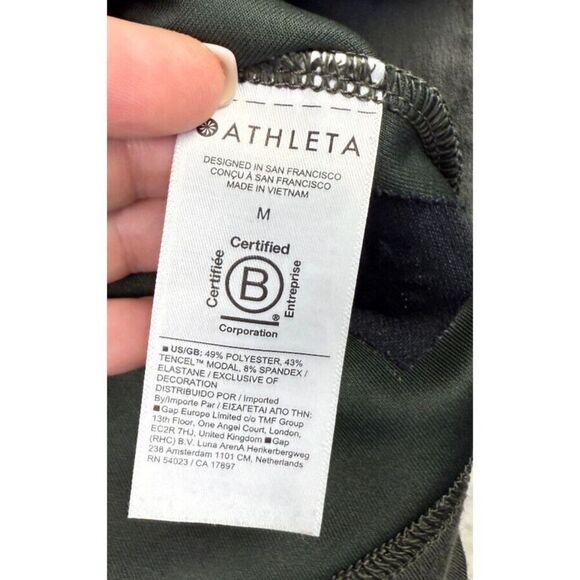 ATHLETA
DESIGNED IN SAN FRANCISCO
CONÇU À SAN FRANCISCO
MADE IN VIETNAM
M
Certified
Certifiée
B
®
Entreprise
Corporation
■ US/GB: 49% POLYESTER, 43%
TENCEL™ MODAL, 8% SPANDEX/
ELASTANE / EXCLUSIVE OF
DECORATION
DISTRIBUIDO POR / Imported
By/Importe Par / ΕΙΣΑΓΕΤΑΙ ΑΠΟ ΤΗΝ:
■Gap Europe Limited c/o TMF Group
13th Floor, One Angel Court, London,
EC2R 7HJ, United Kingdom ■Gap
(RHC) B.V. Luna ArenA Herikerbergweg
238 Amsterdam 1101 CM, Netherlands
RN 54023 / CA 17897